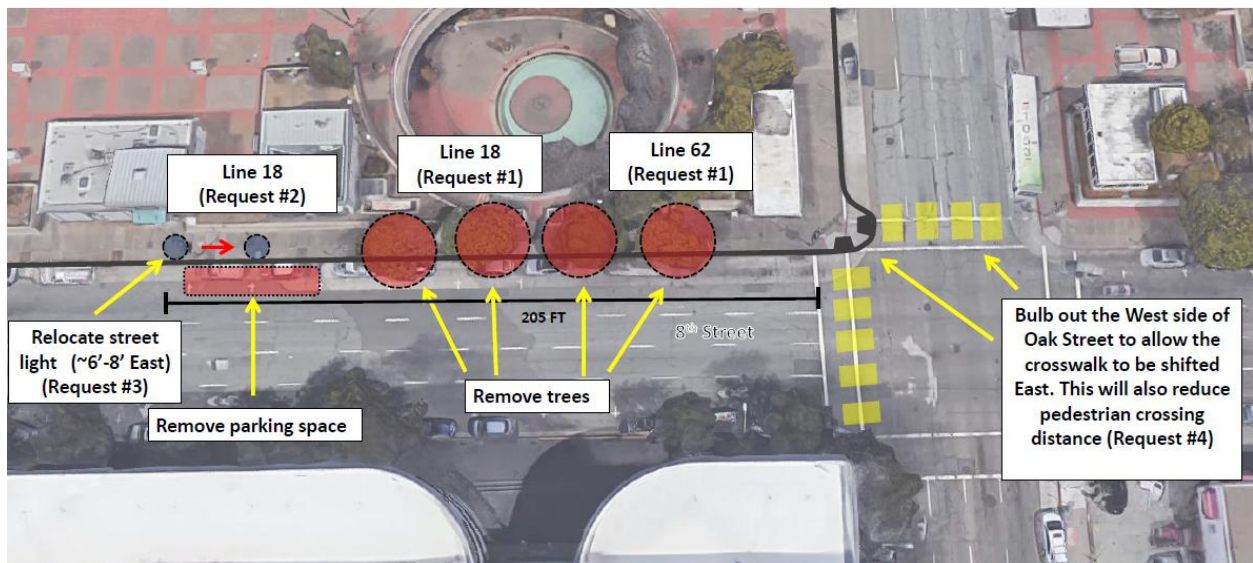 Line 18
(Request #2)
Line 18
(Request #1)
Line 62
(Request #1)
Relocate street
light (~6'-8' East)
(Request #3)
Remove parking space
205 FT
8th Street
Remove trees
Bulb out the West side of
Oak Street to allow the
crosswalk to be shifted
East. This will also reduce
pedestrian crossing
distance (Request #4)